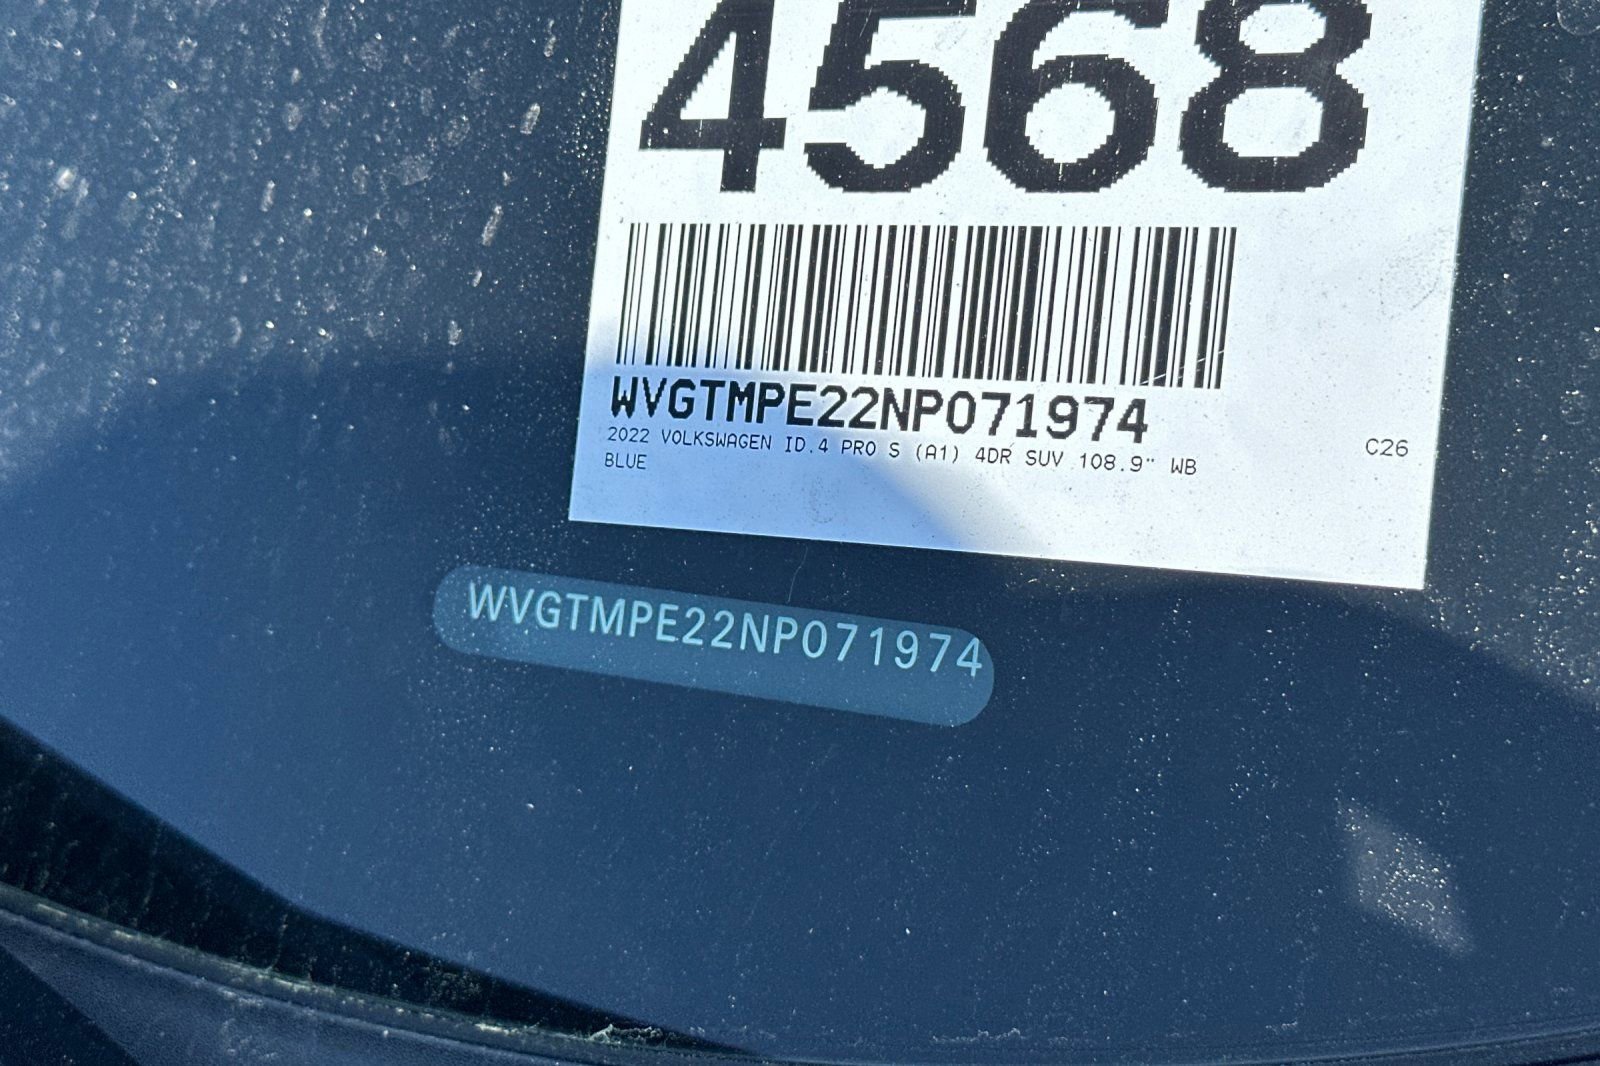 4568
WVGTMPE22NP071974
2022 VOLKSWAGEN ID.4 PRO S (A1) 4DR SUV 108.9" WB C26
BLUE
WVGTMPE22NP071974